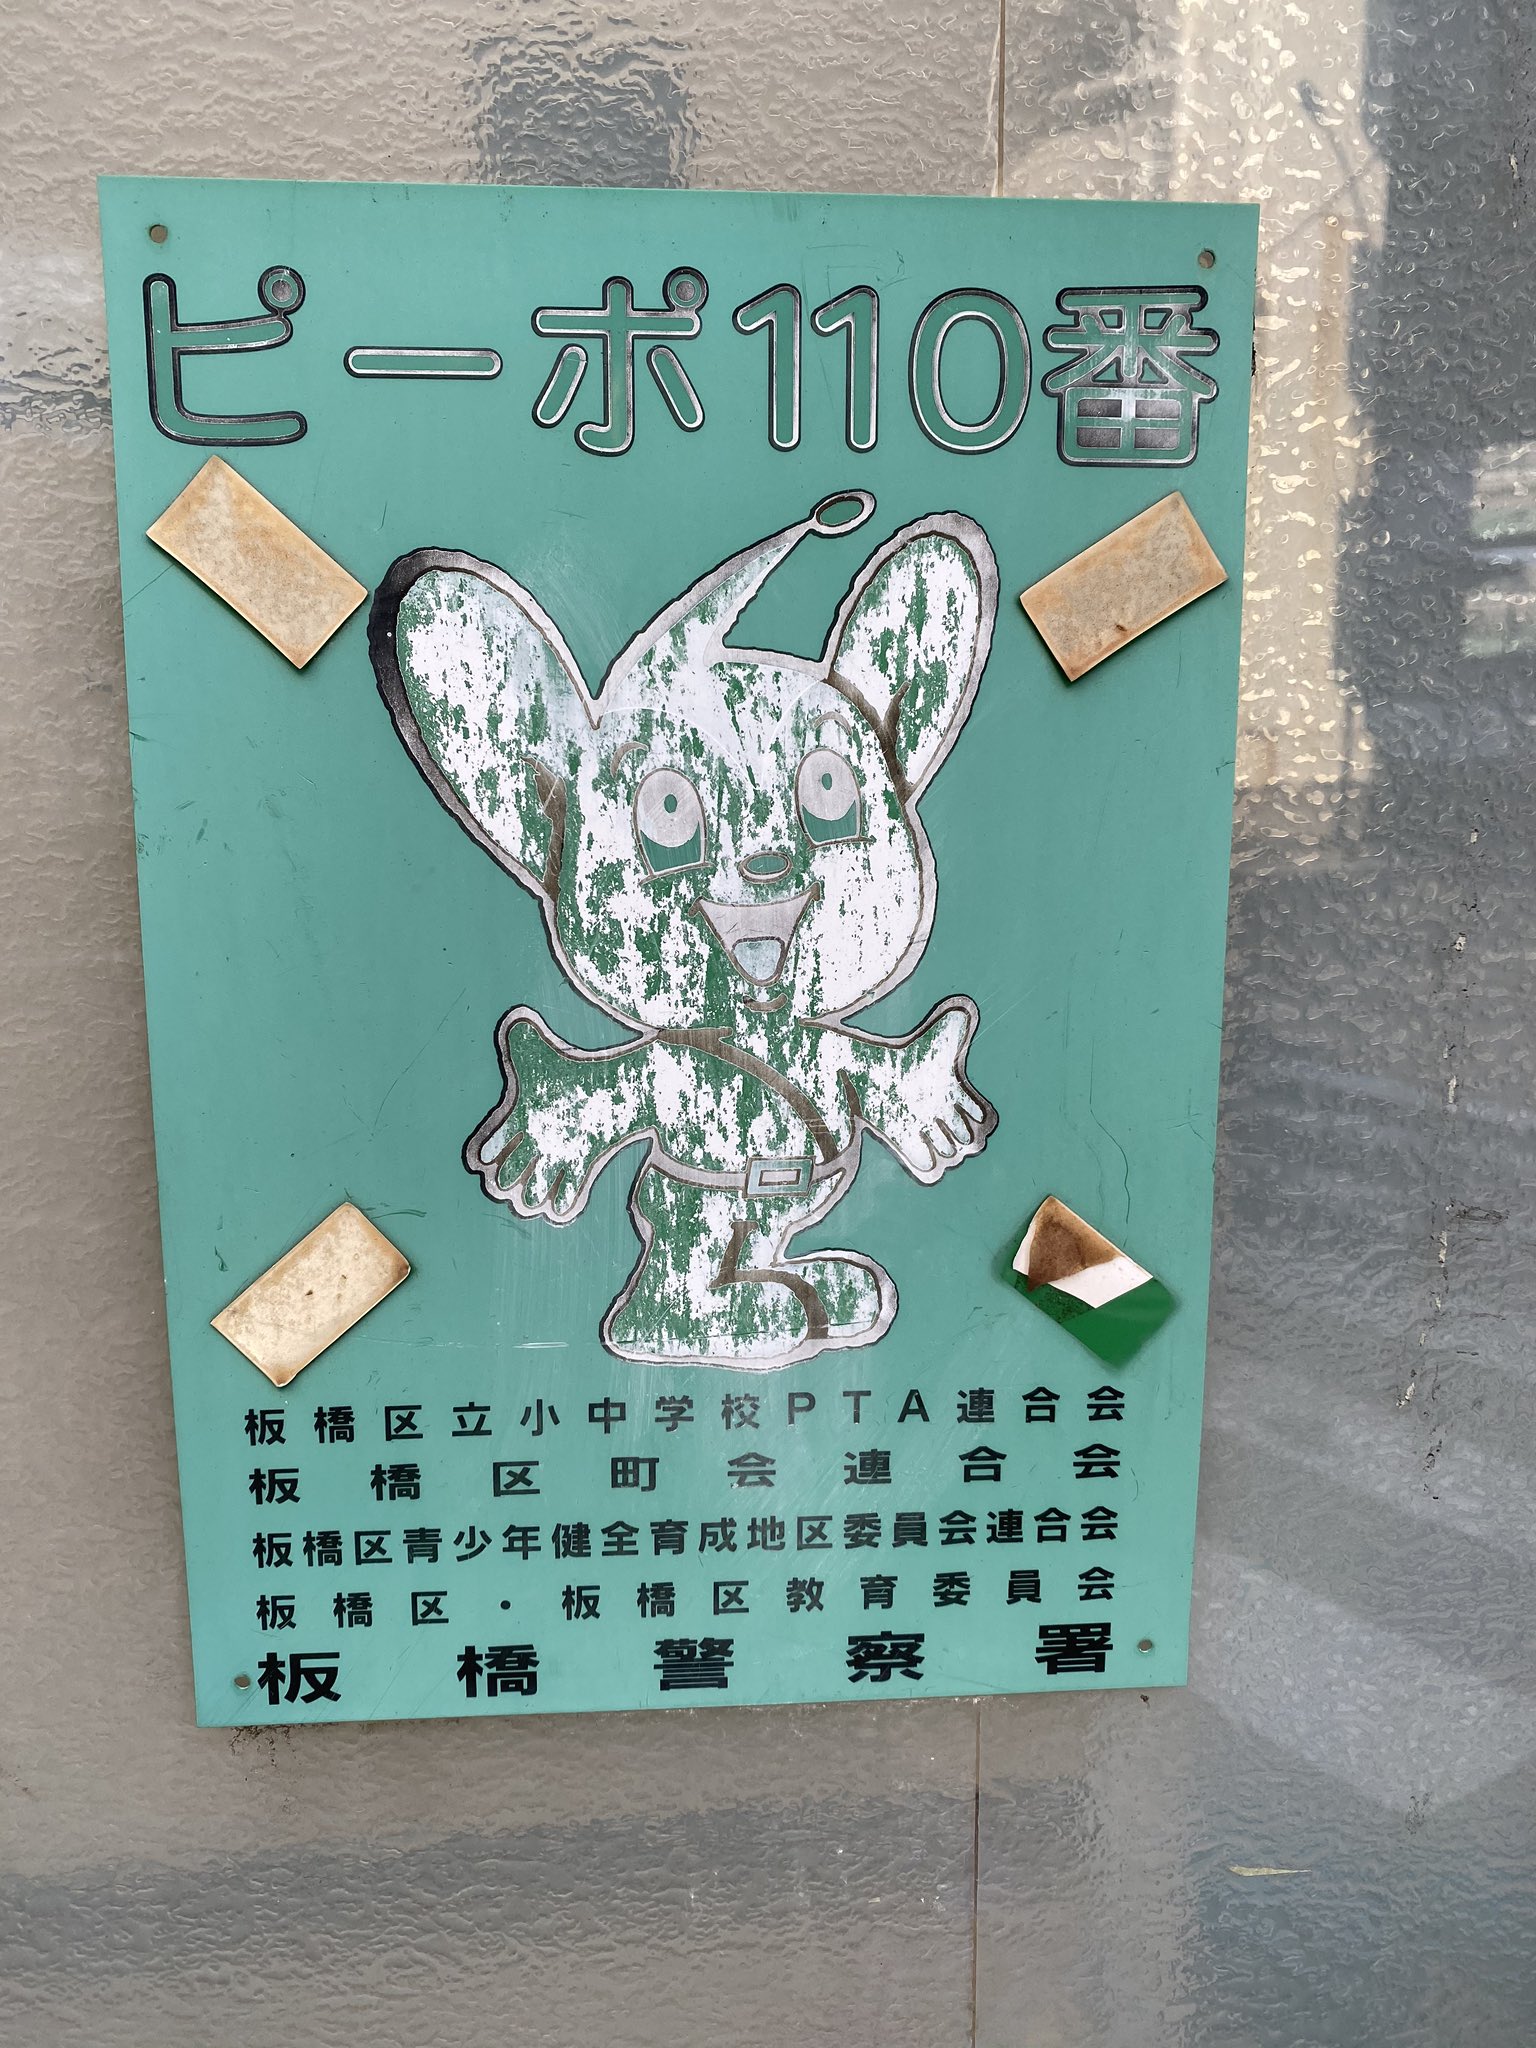 ピーポ110番
板橋区立小中学校PTA連合会
板橋区町会連合会
板橋区青少年健全育成地区委員会連合会
板橋区・板橋区教育委員会
板橋警察署